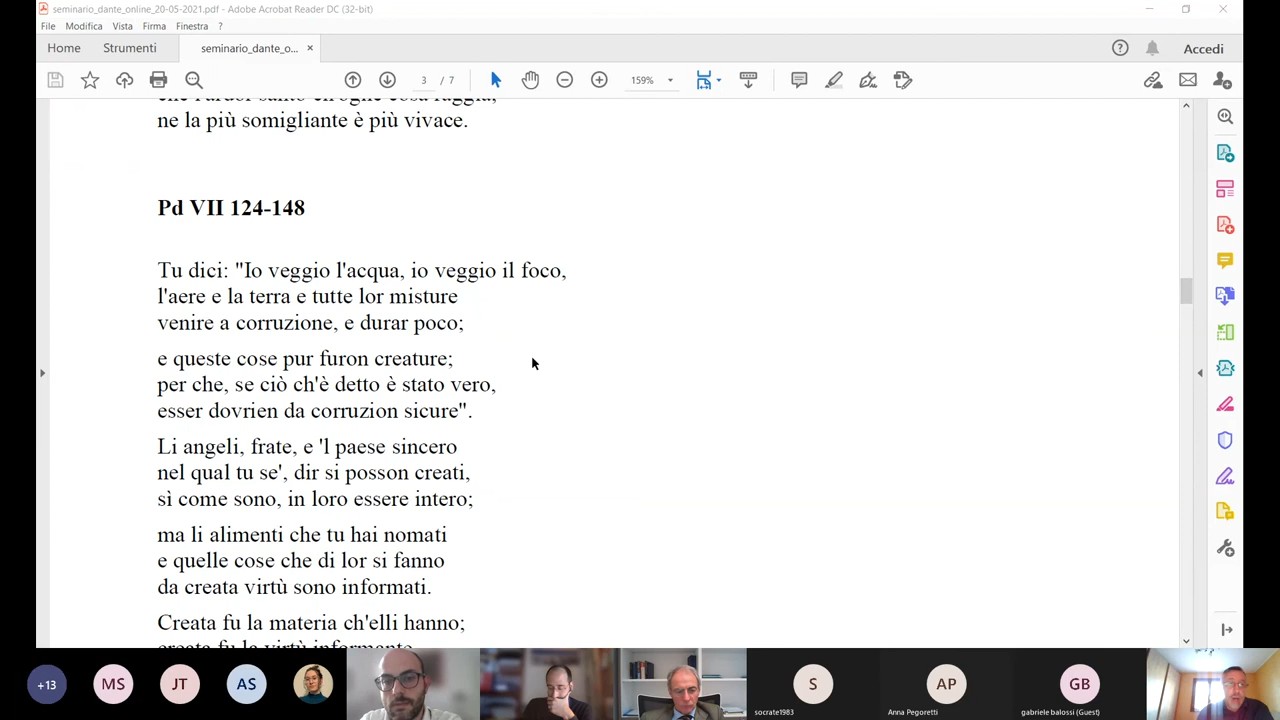 seminario_dante_online_20-05-2021.pdf - Adobe Acrobat Reader DC (32-bit)
File Modifica Vista Firma Finestra ?
Home Strumenti seminario_dante_o... × Accedi
3 / 7 159%
ne la più somigliante è più vivace.
Pd VII 124-148
Tu dici: "Io veggio l'acqua, io veggio il foco,
l'aere e la terra e tutte lor misture
venire a corruzione, e durar poco;
e queste cose pur furon creature;
per che, se ciò ch'è detto è stato vero,
esser dovrien da corruzion sicure".
Li angeli, frate, e 'l paese sincero
nel qual tu se', dir si posson creati,
sì come sono, in loro essere intero;
ma li alimenti che tu hai nomati
e quelle cose che di lor si fanno
da creata virtù sono informati.
Creata fu la materia ch'elli hanno;
creata fu la virtù informante
+13 MS JT AS S AP GB
socrate1983 Anna Pegoretti gabriele balossi (Guest)